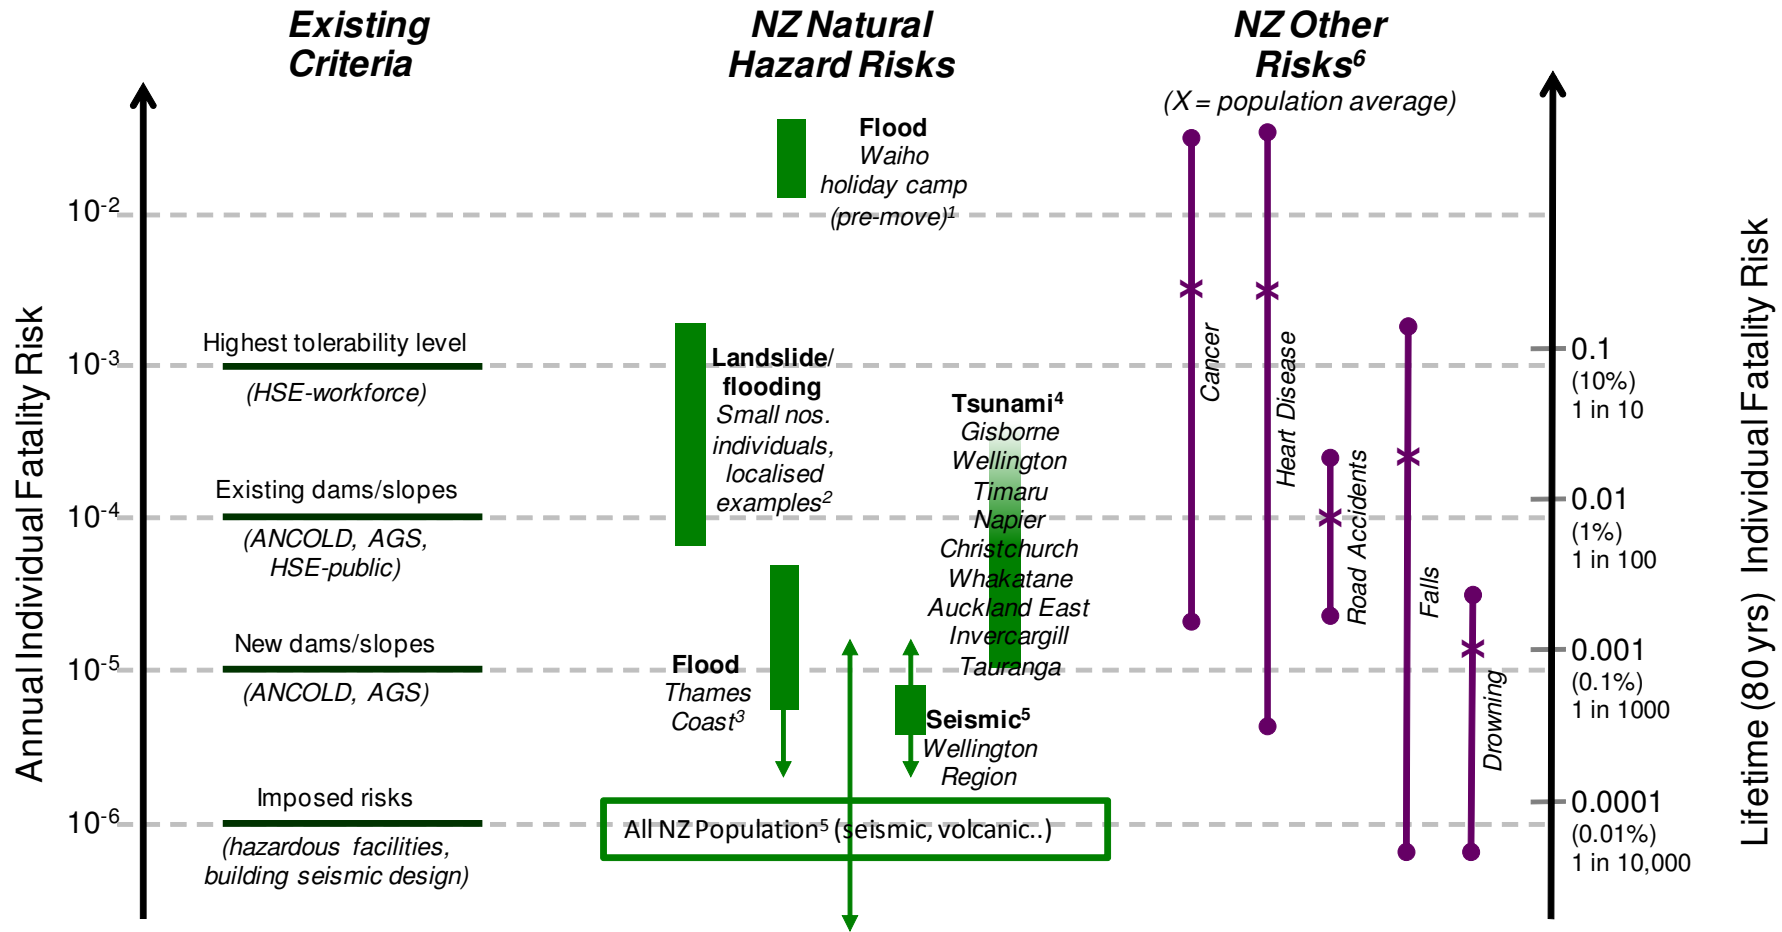 Existing
Criteria
NZ Natural
Hazard Risks
NZ Other
Risks⁶
(X = population average)
Annual Individual Fatality Risk
10⁻²
10⁻³
10⁻⁴
10⁻⁵
10⁻⁶
Highest tolerability level
(HSE-workforce)
Existing dams/slopes
(ANCOLD, AGS,
HSE-public)
New dams/slopes
(ANCOLD, AGS)
Imposed risks
(hazardous facilities,
building seismic design)
Flood
Waiho
holiday camp
(pre-move)¹
Landslide/
flooding
Small nos.
individuals,
localised
examples²
Tsunami⁴
Gisborne
Wellington
Timaru
Napier
Christchurch
Whakatane
Auckland East
Invercargill
Tauranga
Flood
Thames
Coast³
Seismic⁵
Wellington
Region
All NZ Population⁵ (seismic, volcanic..)
Cancer
Heart Disease
Road Accidents
Falls
Drowning
0.1
(10%)
1 in 10
0.01
(1%)
1 in 100
0.001
(0.1%)
1 in 1000
0.0001
(0.01%)
1 in 10,000
Lifetime (80 yrs) Individual Fatality Risk